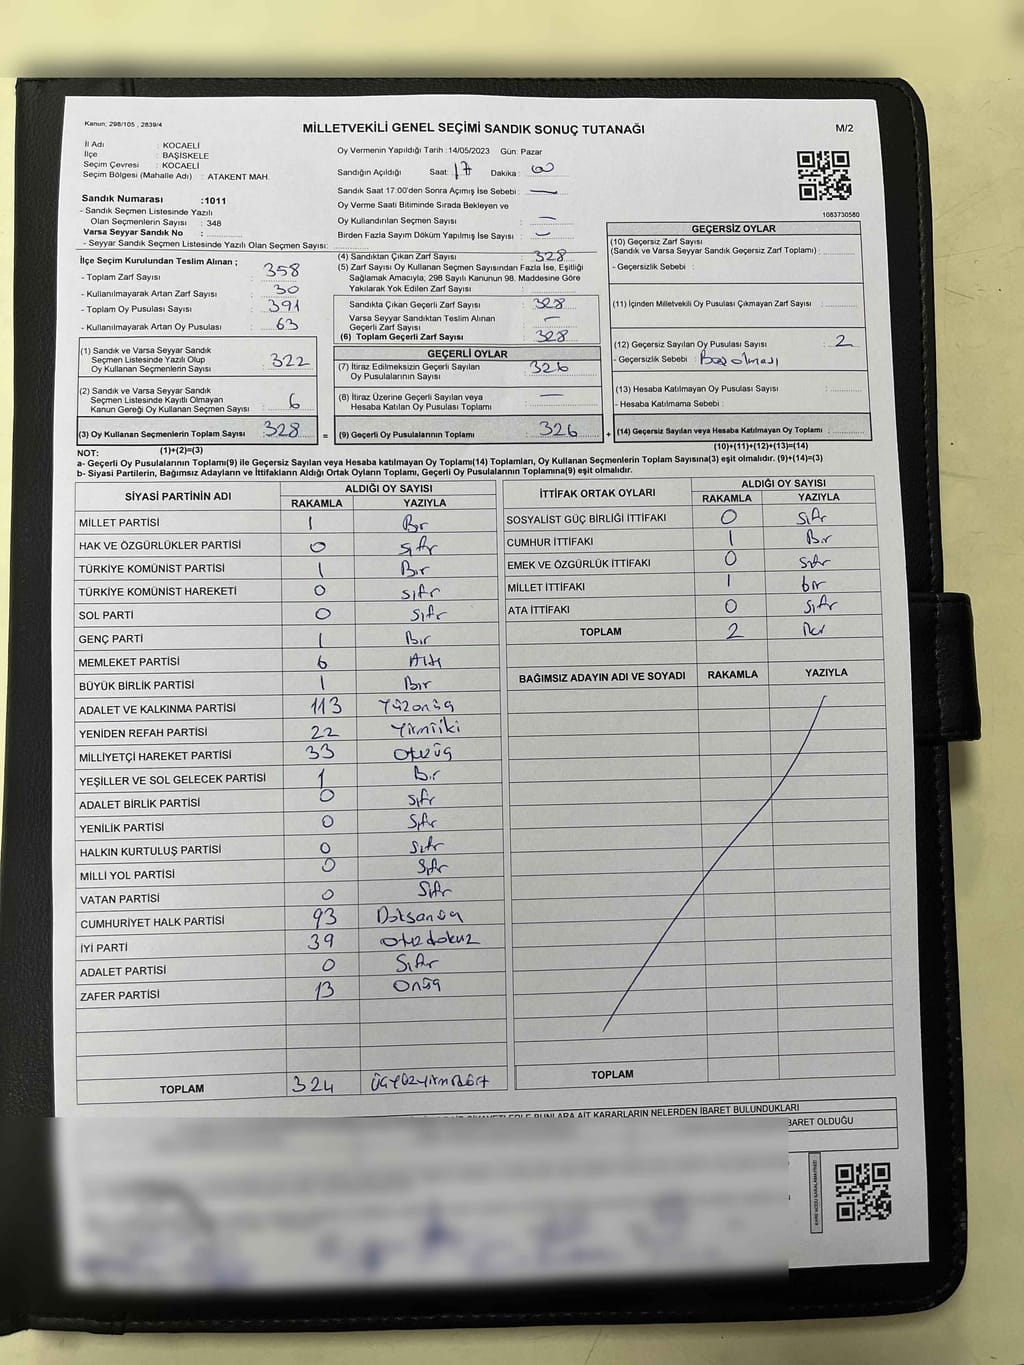 Kanun; 298/105 , 2839/4
MİLLETVEKİLİ GENEL SEÇİMİ SANDIK SONUÇ TUTANAĞI
M/2
İl Adı : KOCAELİ
İlçe : BAŞİSKELE
Seçim Çevresi : KOCAELİ
Seçim Bölgesi (Mahalle Adı) : ATAKENT MAH.
Sandık Numarası :1011
- Sandık Seçmen Listesinde Yazılı
Olan Seçmenlerin Sayısı : 348
Varsa Seyyar Sandık No :
- Seyyar Sandık Seçmen Listesinde Yazılı Olan Seçmen Sayısı:
Oy Vermenin Yapıldığı Tarih :14/05/2023 Gün: Pazar
Sandığın Açıldığı Saat : 17 Dakika : 00
Sandık Saat 17:00'den Sonra Açımış İse Sebebi : —
Oy Verme Saati Bitiminde Sırada Bekleyen ve
Oy Kullandırılan Seçmen Sayısı : —
Birden Fazla Sayım Döküm Yapılmış İse Sayısı : —
1083730580
İlçe Seçim Kurulundan Teslim Alınan ;
- Toplam Zarf Sayısı : 358
- Kullanılmayarak Artan Zarf Sayısı : 30
- Toplam Oy Pusulası Sayısı : 391
- Kullanılmayarak Artan Oy Pusulası : 63
(1) Sandık ve Varsa Seyyar Sandık
Seçmen Listesinde Yazılı Olup
Oy Kullanan Seçmenlerin Sayısı : 322
(2) Sandık ve Varsa Seyyar Sandık
Seçmen Listesinde Kayıtlı Olmayan
Kanun Gereği Oy Kullanan Seçmen Sayısı : 6
(3) Oy Kullanan Seçmenlerin Toplam Sayısı : 328 =
(4) Sandıktan Çıkan Zarf Sayısı : 328
(5) Zarf Sayısı Oy Kullanan Seçmen Sayısından Fazla İse, Eşitliği
Sağlamak Amacıyla, 298 Sayılı Kanunun 98. Maddesine Göre
Yakılarak Yok Edilen Zarf Sayısı :
Sandıkta Çıkan Geçerli Zarf Sayısı : 328
Varsa Seyyar Sandıktan Teslim Alınan
Geçerli Zarf Sayısı : —
(6) Toplam Geçerli Zarf Sayısı : 328
GEÇERLİ OYLAR
(7) İtiraz Edilmeksizin Geçerli Sayılan
Oy Pusulalarının Sayısı : 326
(8) İtiraz Üzerine Geçerli Sayılan veya
Hesaba Katılan Oy Pusulası Toplamı : —
(9) Geçerli Oy Pusulalarının Toplamı : 326 +
GEÇERSİZ OYLAR
(10) Geçersiz Zarf Sayısı
(Sandık ve Varsa Seyyar Sandık Geçersiz Zarf Toplamı) :
- Geçersizlik Sebebi :
(11) İçinden Milletvekili Oy Pusulası Çıkmayan Zarf Sayısı :
(12) Geçersiz Sayılan Oy Pusulası Sayısı : 2
- Geçersizlik Sebebi : Boş olması
(13) Hesaba Katılmayan Oy Pusulası Sayısı :
- Hesaba Katılmama Sebebi :
(14) Geçersiz Sayılan veya Hesaba Katılmayan Oy Toplamı :
NOT: (1)+(2)=(3)
(10)+(11)+(12)+(13)=(14)
a- Geçerli Oy Pusulalarının Toplamı(9) ile Geçersiz Sayılan veya Hesaba katılmayan Oy Toplamı(14) Toplamları, Oy Kullanan Seçmenlerin Toplam Sayısına(3) eşit olmalıdır. (9)+(14)=(3)
b- Siyasi Partilerin, Bağımsız Adayların ve İttifakların Aldığı Ortak Oyların Toplamı, Geçerli Oy Pusulalarının Toplamına(9) eşit olmalıdır.
SİYASİ PARTİNİN ADI
ALDIĞI OY SAYISI
RAKAMLA YAZIYLA
MİLLET PARTİSİ 1 Bir
HAK VE ÖZGÜRLÜKLER PARTİSİ 0 sıfır
TÜRKİYE KOMÜNİST PARTİSİ 1 Bir
TÜRKİYE KOMÜNİST HAREKETİ 0 sıfır
SOL PARTİ 0 sıfır
GENÇ PARTİ 1 Bir
MEMLEKET PARTİSİ 6 Altı
BÜYÜK BİRLİK PARTİSİ 1 Bir
ADALET VE KALKINMA PARTİSİ 113 Yüzonüç
YENİDEN REFAH PARTİSİ 22 Yirmiiki
MİLLİYETÇİ HAREKET PARTİSİ 33 Otuzüç
YEŞİLLER VE SOL GELECEK PARTİSİ 1 Bir
ADALET BİRLİK PARTİSİ 0 sıfır
YENİLİK PARTİSİ 0 Sıfır
HALKIN KURTULUŞ PARTİSİ 0 Sıfır
MİLLİ YOL PARTİSİ 0 Sıfır
VATAN PARTİSİ 0 Sıfır
CUMHURİYET HALK PARTİSİ 93 Doksanüç
İYİ PARTİ 39 otuzdokuz
ADALET PARTİSİ 0 Sıfır
ZAFER PARTİSİ 13 Onüç
TOPLAM 324 Üçyüzyirmidört
İTTİFAK ORTAK OYLARI
ALDIĞI OY SAYISI
RAKAMLA YAZIYLA
SOSYALİST GÜÇ BİRLİĞİ İTTİFAKI 0 sıfır
CUMHUR İTTİFAKI 1 Bir
EMEK VE ÖZGÜRLÜK İTTİFAKI 0 sıfır
MİLLET İTTİFAKI 1 bir
ATA İTTİFAKI 0 sıfır
TOPLAM 2 iki
BAĞIMSIZ ADAYIN ADI VE SOYADI RAKAMLA YAZIYLA
TOPLAM
BUNLARA AİT KARARLARIN NELERDEN İBARET BULUNDUKLARI
BARET OLDUĞU